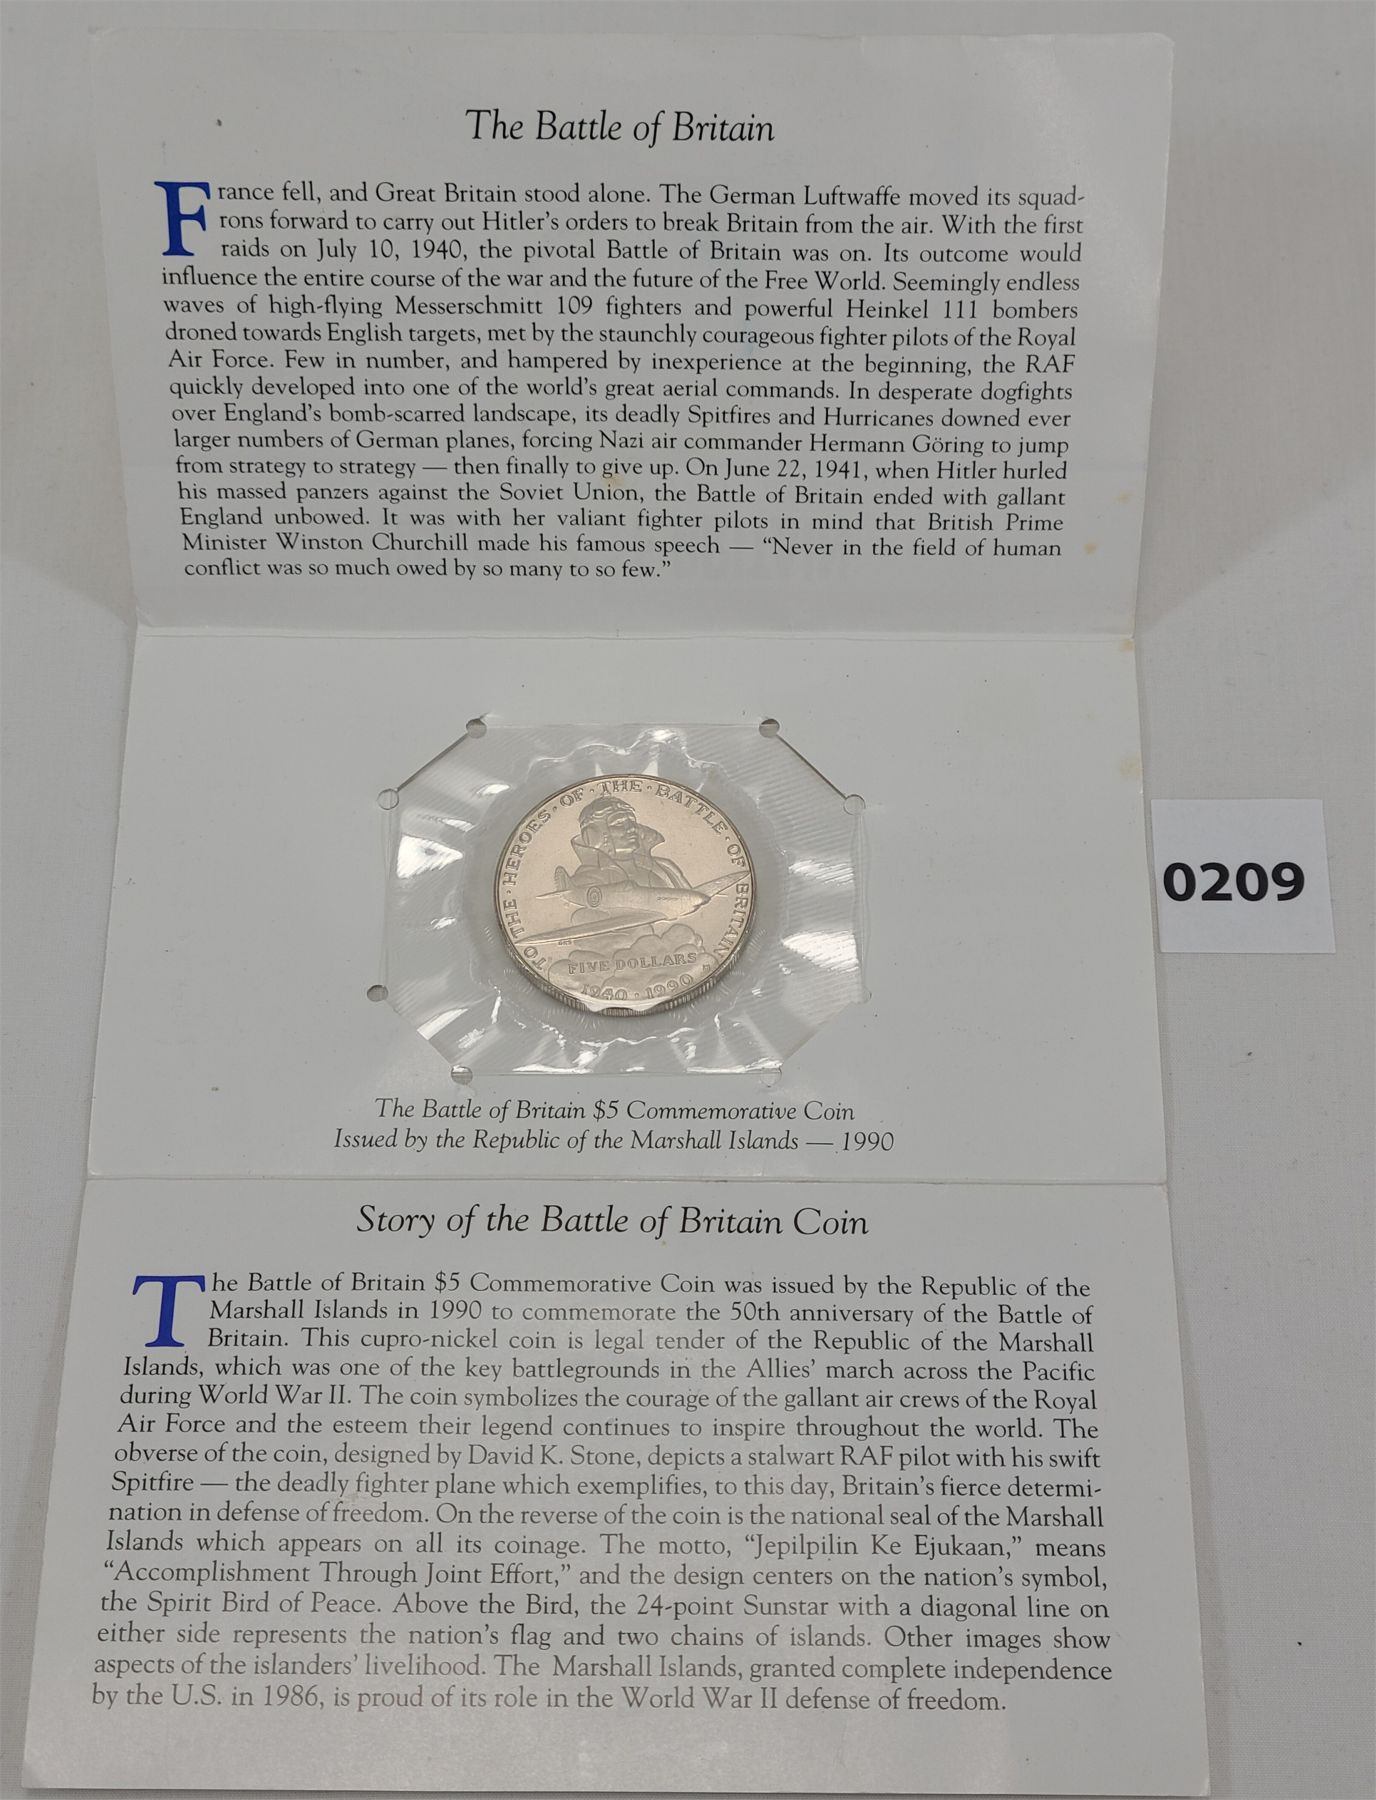 The Battle of Britain
France fell, and Great Britain stood alone. The German Luftwaffe moved its squad-
rons forward to carry out Hitler's orders to break Britain from the air. With the first
raids on July 10, 1940, the pivotal Battle of Britain was on. Its outcome would
influence the entire course of the war and the future of the Free World. Seemingly endless
waves of high-flying Messerschmitt 109 fighters and powerful Heinkel 111 bombers
droned towards English targets, met by the staunchly courageous fighter pilots of the Royal
Air Force. Few in number, and hampered by inexperience at the beginning, the RAF
quickly developed into one of the world's great aerial commands. In desperate dogfights
over England's bomb-scarred landscape, its deadly Spitfires and Hurricanes downed ever
larger numbers of German planes, forcing Nazi air commander Hermann Göring to jump
from strategy to strategy — then finally to give up. On June 22, 1941, when Hitler hurled
his massed panzers against the Soviet Union, the Battle of Britain ended with gallant
England unbowed. It was with her valiant fighter pilots in mind that British Prime
Minister Winston Churchill made his famous speech — “Never in the field of human
conflict was so much owed by so many to so few.”
TO · THE · HEROES · OF · THE · BATTLE · OF · BRITAIN
FIVE DOLLARS
1940 · 1990
0209
The Battle of Britain $5 Commemorative Coin
Issued by the Republic of the Marshall Islands — 1990
Story of the Battle of Britain Coin
The Battle of Britain $5 Commemorative Coin was issued by the Republic of the
Marshall Islands in 1990 to commemorate the 50th anniversary of the Battle of
Britain. This cupro-nickel coin is legal tender of the Republic of the Marshall
Islands, which was one of the key battlegrounds in the Allies' march across the Pacific
during World War II. The coin symbolizes the courage of the gallant air crews of the Royal
Air Force and the esteem their legend continues to inspire throughout the world. The
obverse of the coin, designed by David K. Stone, depicts a stalwart RAF pilot with his swift
Spitfire — the deadly fighter plane which exemplifies, to this day, Britain's fierce determi-
nation in defense of freedom. On the reverse of the coin is the national seal of the Marshall
Islands which appears on all its coinage. The motto, “Jepilpilin Ke Ejukaan,” means
“Accomplishment Through Joint Effort,” and the design centers on the nation's symbol,
the Spirit Bird of Peace. Above the Bird, the 24-point Sunstar with a diagonal line on
either side represents the nation's flag and two chains of islands. Other images show
aspects of the islanders' livelihood. The Marshall Islands, granted complete independence
by the U.S. in 1986, is proud of its role in the World War II defense of freedom.